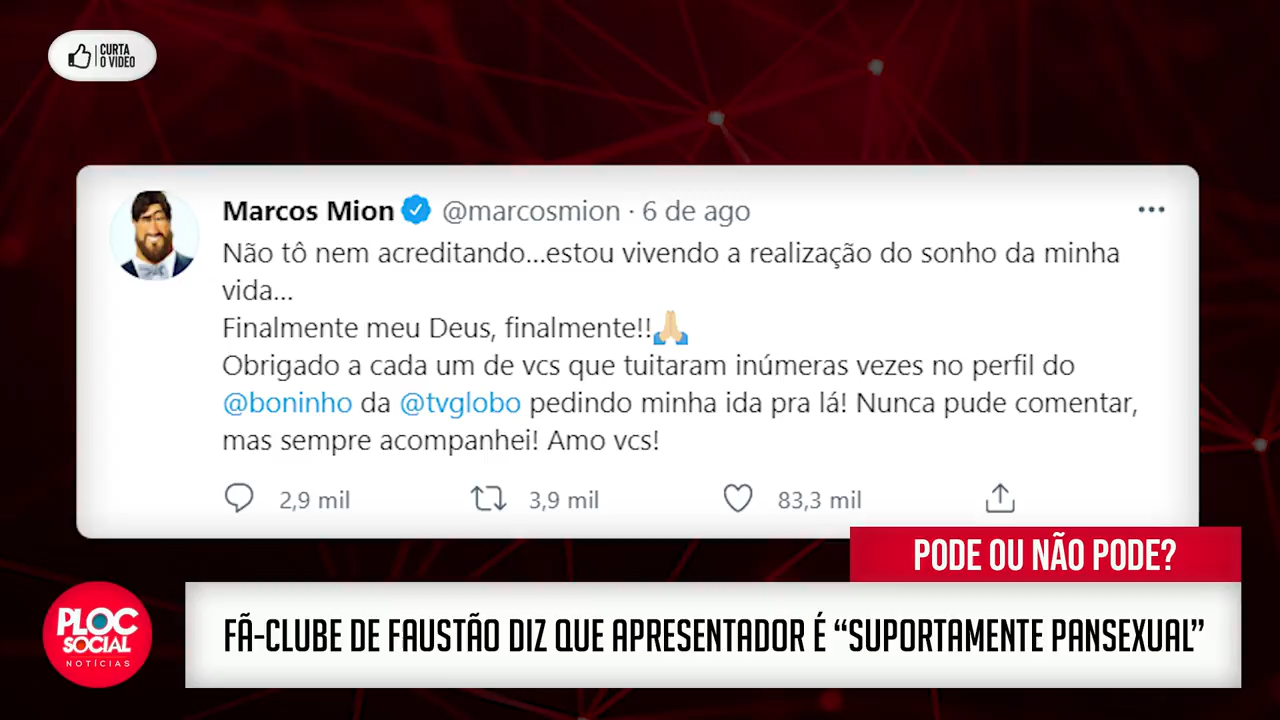 CURTA
O VIDEO
Marcos Mion @marcosmion · 6 de ago
Não tô nem acreditando...estou vivendo a realização do sonho da minha
vida...
Finalmente meu Deus, finalmente!!🙏🏼
Obrigado a cada um de vcs que tuitaram inúmeras vezes no perfil do
@boninho da @tvglobo pedindo minha ida pra lá! Nunca pude comentar,
mas sempre acompanhei! Amo vcs!
2,9 mil 3,9 mil 83,3 mil
PODE OU NÃO PODE?
PLOC
SOCIAL
NOTÍCIAS
FÃ-CLUBE DE FAUSTÃO DIZ QUE APRESENTADOR É “SUPORTAMENTE PANSEXUAL”